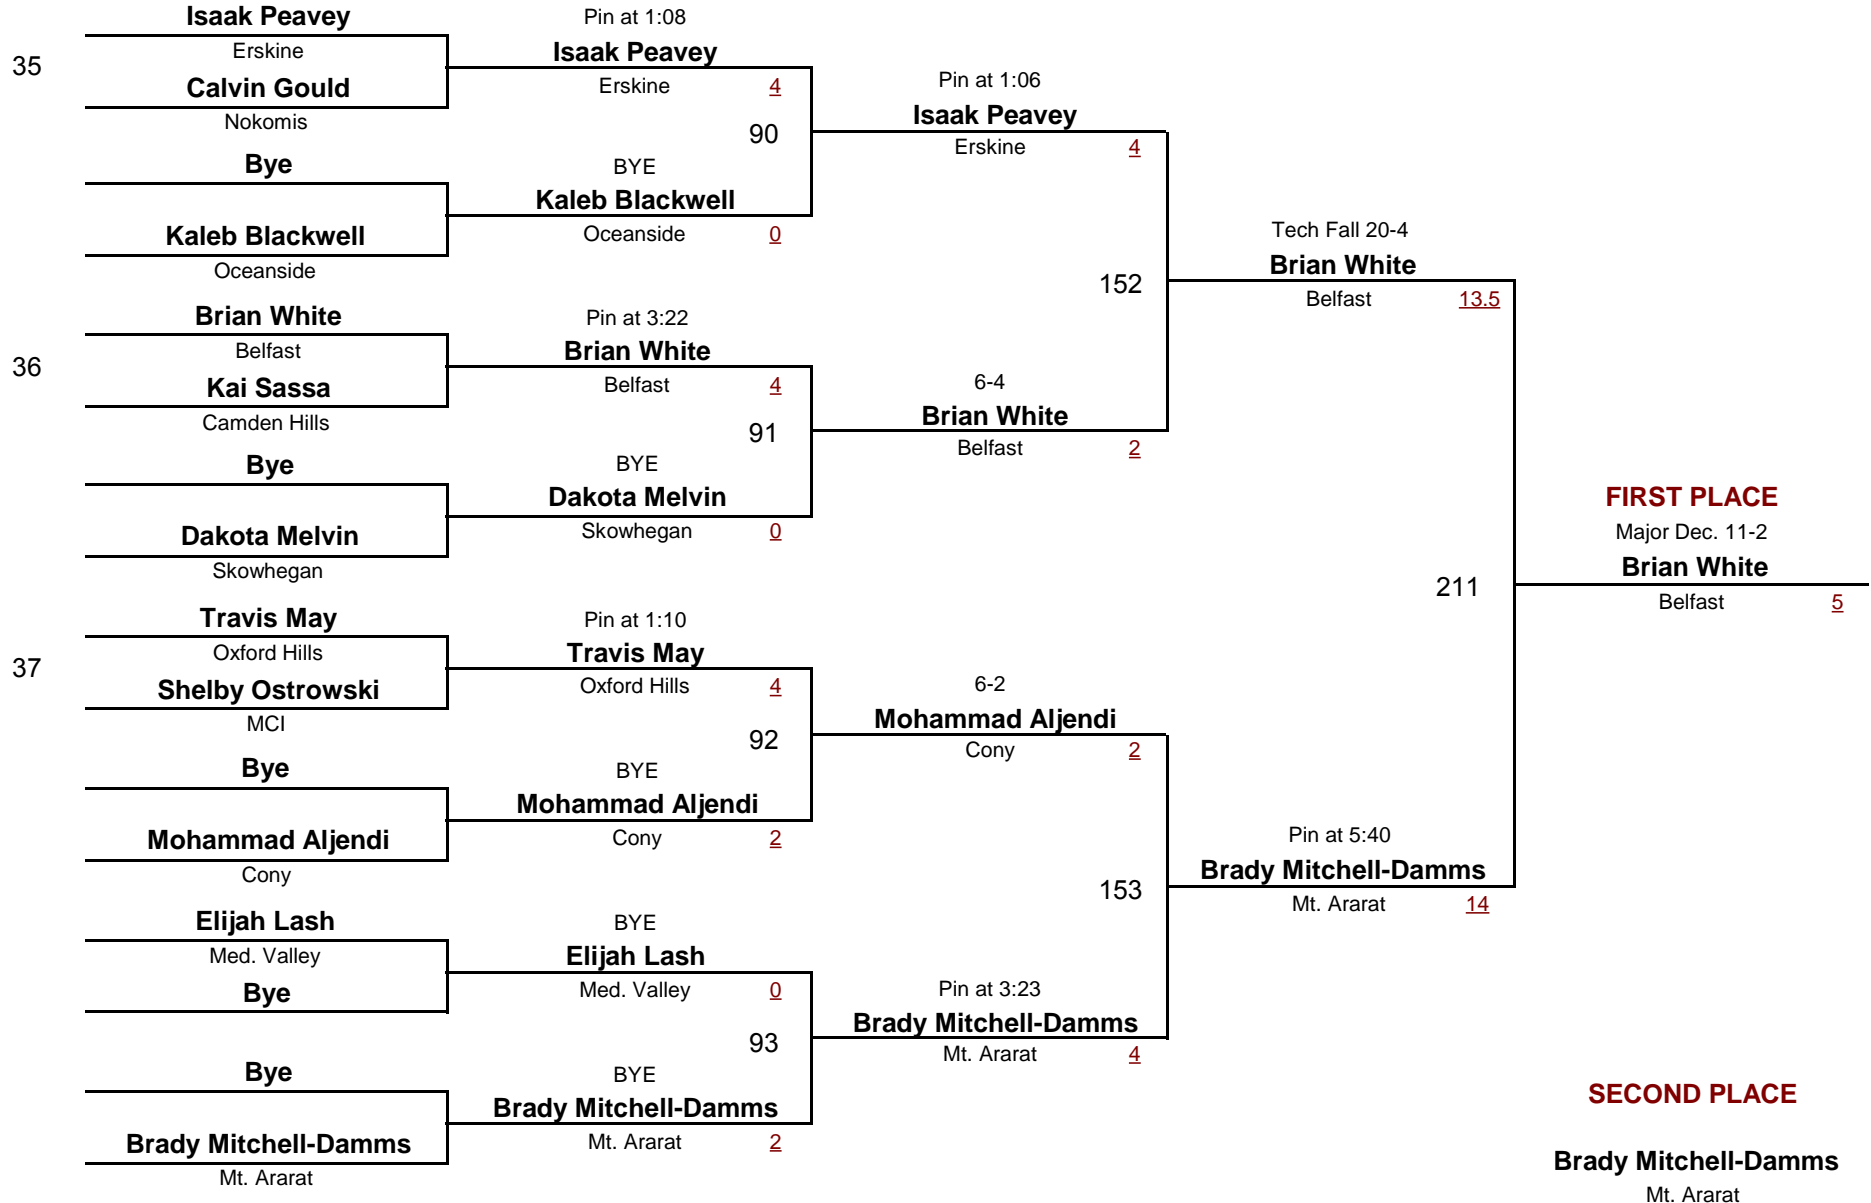 Isaak Peavey
Erskine
35
Calvin Gould
Nokomis
Bye
Kaleb Blackwell
Oceanside
Brian White
Belfast
36
Kai Sassa
Camden Hills
Bye
Dakota Melvin
Skowhegan
Travis May
Oxford Hills
37
Shelby Ostrowski
MCI
Bye
Mohammad Aljendi
Cony
Elijah Lash
Med. Valley
Bye
Bye
Brady Mitchell-Damms
Mt. Ararat
Pin at 1:08
Isaak Peavey
Erskine 4
90
BYE
Kaleb Blackwell
Oceanside 0
Pin at 3:22
Brian White
Belfast 4
91
BYE
Dakota Melvin
Skowhegan 0
Pin at 1:10
Travis May
Oxford Hills 4
92
BYE
Mohammad Aljendi
Cony 2
BYE
Elijah Lash
Med. Valley 0
93
BYE
Brady Mitchell-Damms
Mt. Ararat 2
Pin at 1:06
Isaak Peavey
Erskine 4
152
6-4
Brian White
Belfast 2
6-2
Mohammad Aljendi
Cony 2
153
Pin at 3:23
Brady Mitchell-Damms
Mt. Ararat 4
Tech Fall 20-4
Brian White
Belfast 13.5
211
Pin at 5:40
Brady Mitchell-Damms
Mt. Ararat 14
FIRST PLACE
Major Dec. 11-2
Brian White
Belfast 5
SECOND PLACE
Brady Mitchell-Damms
Mt. Ararat